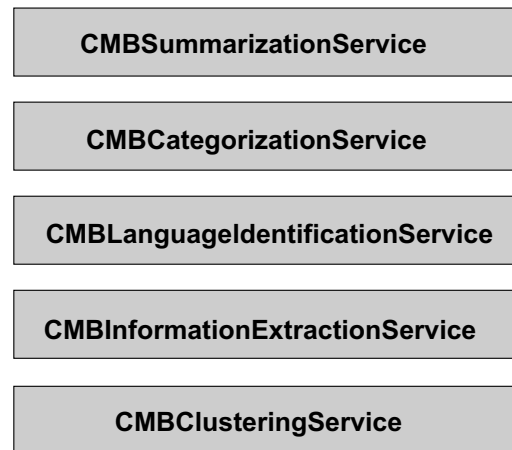 CMBSummarizationService
CMBCategorizationService
CMBLanguageIdentificationService
CMBInformationExtractionService
CMBClusteringService